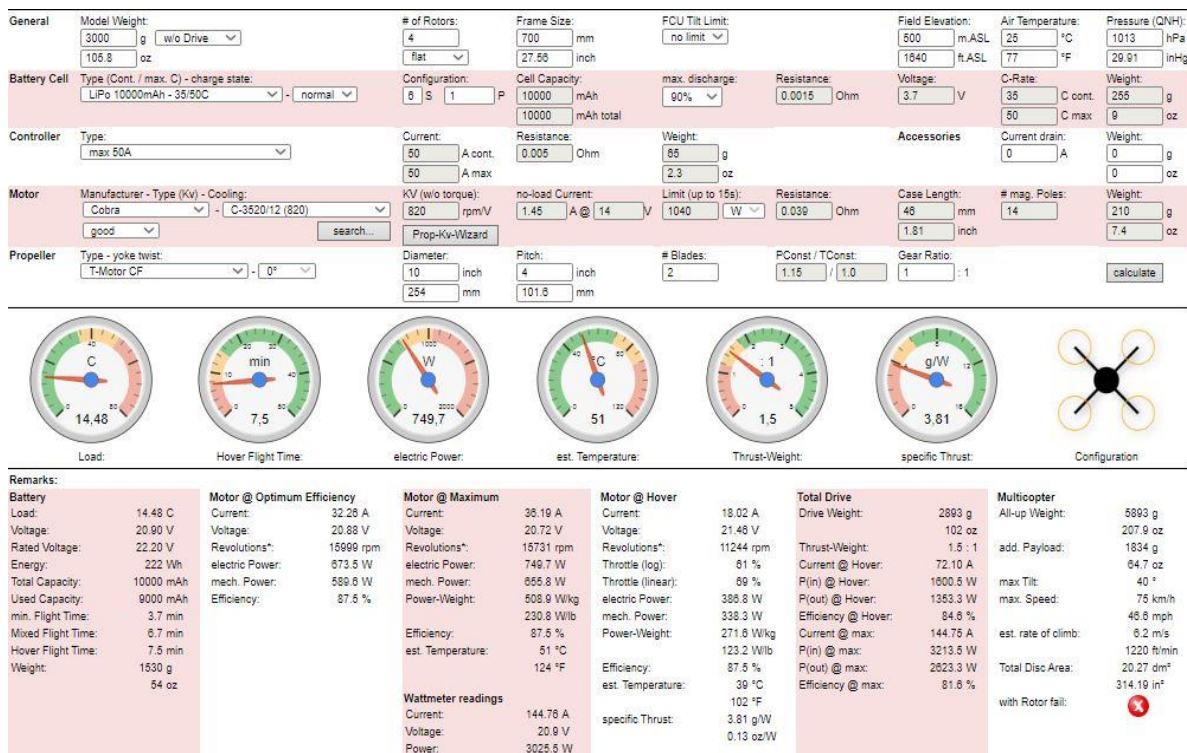 General Model Weight: # of Rotors: Frame Size: FCU Tilt Limit: Field Elevation: Air Temperature: Pressure (QNH):
3000 g w/o Drive 4 700 mm no limit 500 m.ASL 25 °C 1013 hPa
105.8 oz flat 27.56 inch 1640 ft.ASL 77 °F 29.91 inHg
Battery Cell Type (Cont. / max. C) - charge state: Configuration: Cell Capacity: max. discharge: Resistance: Voltage: C-Rate: Weight:
LiPo 10000mAh - 35/50C - normal 6 S 1 P 10000 mAh 90% 0.0015 Ohm 3.7 V 35 C cont. 255 g
10000 mAh total 50 C max 9 oz
Controller Type: Current: Resistance: Weight: Accessories Current drain: Weight:
max 50A 50 A cont. 0.005 Ohm 65 g 0 A 0 g
50 A max 2.3 oz 0 oz
Motor Manufacturer - Type (Kv) - Cooling: KV (w/o torque): no-load Current: Limit (up to 15s): Resistance: Case Length: # mag. Poles: Weight:
Cobra - C-3520/12 (820) 820 rpm/V 1.45 A @ 14 V 1040 W 0.039 Ohm 46 mm 14 210 g
good search... Prop-Kv-Wizard 1.81 inch 7.4 oz
Propeller Type - yoke twist: Diameter: Pitch: # Blades: PConst / TConst: Gear Ratio:
T-Motor CF - 0° 10 inch 4 inch 2 1.15 / 1.0 1 : 1 calculate
254 mm 101.6 mm
C min W °C : 1 g/W
14,48 7,5 749,7 51 1,5 3,81
Load: Hover Flight Time: electric Power: est. Temperature: Thrust-Weight: specific Thrust: Configuration
Remarks:
Battery
Load: 14.48 C
Voltage: 20.90 V
Rated Voltage: 22.20 V
Energy: 222 Wh
Total Capacity: 10000 mAh
Used Capacity: 9000 mAh
min. Flight Time: 3.7 min
Mixed Flight Time: 6.7 min
Hover Flight Time: 7.5 min
Weight: 1530 g
54 oz
Motor @ Optimum Efficiency
Current: 32.26 A
Voltage: 20.88 V
Revolutions*: 15999 rpm
electric Power: 673.5 W
mech. Power: 589.6 W
Efficiency: 87.5 %
Motor @ Maximum
Current: 36.19 A
Voltage: 20.72 V
Revolutions*: 15731 rpm
electric Power: 749.7 W
mech. Power: 655.8 W
Power-Weight: 508.9 W/kg
230.8 W/lb
Efficiency: 87.5 %
est. Temperature: 51 °C
124 °F
Wattmeter readings
Current: 144.76 A
Voltage: 20.9 V
Power: 3025.5 W
Motor @ Hover
Current: 18.02 A
Voltage: 21.46 V
Revolutions*: 11244 rpm
Throttle (log): 61 %
Throttle (linear): 69 %
electric Power: 386.8 W
mech. Power: 338.3 W
Power-Weight: 271.6 W/kg
123.2 W/lb
Efficiency: 87.5 %
est. Temperature: 39 °C
102 °F
specific Thrust: 3.81 g/W
0.13 oz/W
Total Drive
Drive Weight: 2893 g
102 oz
Thrust-Weight: 1.5 : 1
Current @ Hover: 72.10 A
P(in) @ Hover: 1600.5 W
P(out) @ Hover: 1353.3 W
Efficiency @ Hover: 84.6 %
Current @ max: 144.75 A
P(in) @ max: 3213.5 W
P(out) @ max: 2623.3 W
Efficiency @ max: 81.6 %
Multicopter
All-up Weight: 5893 g
207.9 oz
add. Payload: 1834 g
64.7 oz
max Tilt: 40 °
max. Speed: 75 km/h
46.6 mph
est. rate of climb: 6.2 m/s
1220 ft/min
Total Disc Area: 20.27 dm²
314.19 in²
with Rotor fail: